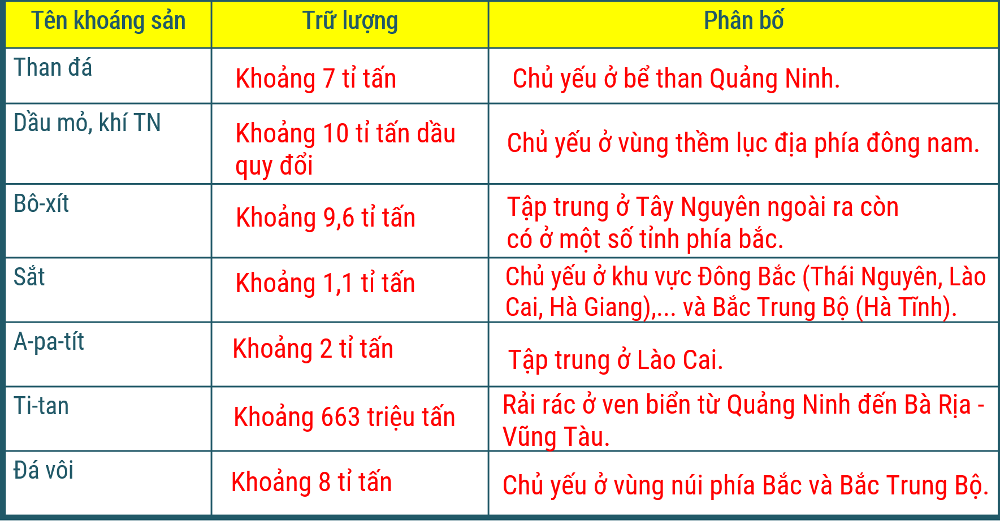 Tên khoáng sản
Trữ lượng
Phân bố
Than đá
Khoảng 7 tỉ tấn
Chủ yếu ở bể than Quảng Ninh.
Dầu mỏ, khí TN
Khoảng 10 tỉ tấn dầu
quy đổi
Chủ yếu ở vùng thềm lục địa phía đông nam.
Bô-xít
Khoảng 9,6 tỉ tấn
Tập trung ở Tây Nguyên ngoài ra còn
có ở một số tỉnh phía bắc.
Sắt
Khoảng 1,1 tỉ tấn
Chủ yếu ở khu vực Đông Bắc (Thái Nguyên, Lào
Cai, Hà Giang),... và Bắc Trung Bộ (Hà Tĩnh).
A-pa-tít
Khoảng 2 tỉ tấn
Tập trung ở Lào Cai.
Ti-tan
Khoảng 663 triệu tấn
Rải rác ở ven biển từ Quảng Ninh đến Bà Rịa -
Vũng Tàu.
Đá vôi
Khoảng 8 tỉ tấn
Chủ yếu ở vùng núi phía Bắc và Bắc Trung Bộ.